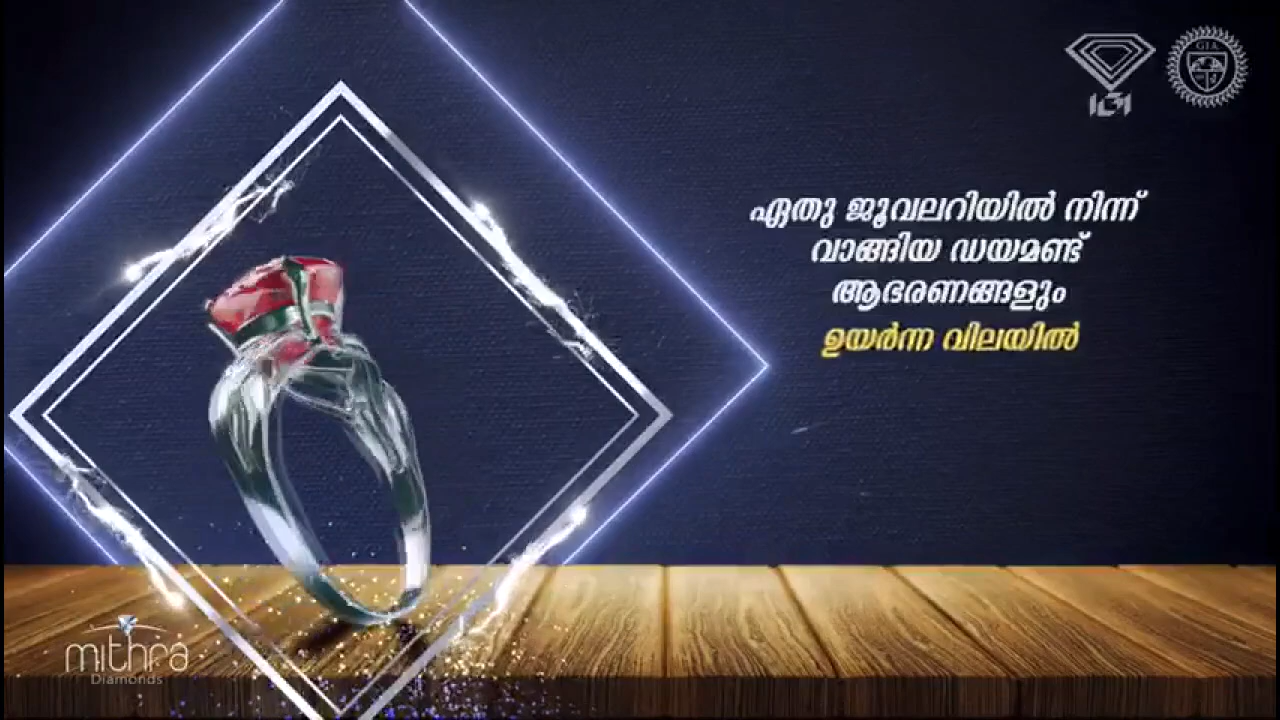 IGI
GIA
ഏതു ജൂവലറിയിൽ നിന്ന്
വാങ്ങിയ ഡയമണ്ട്
ആഭരണങ്ങളും
ഉയർന്ന വിലയിൽ
mithra
Diamonds